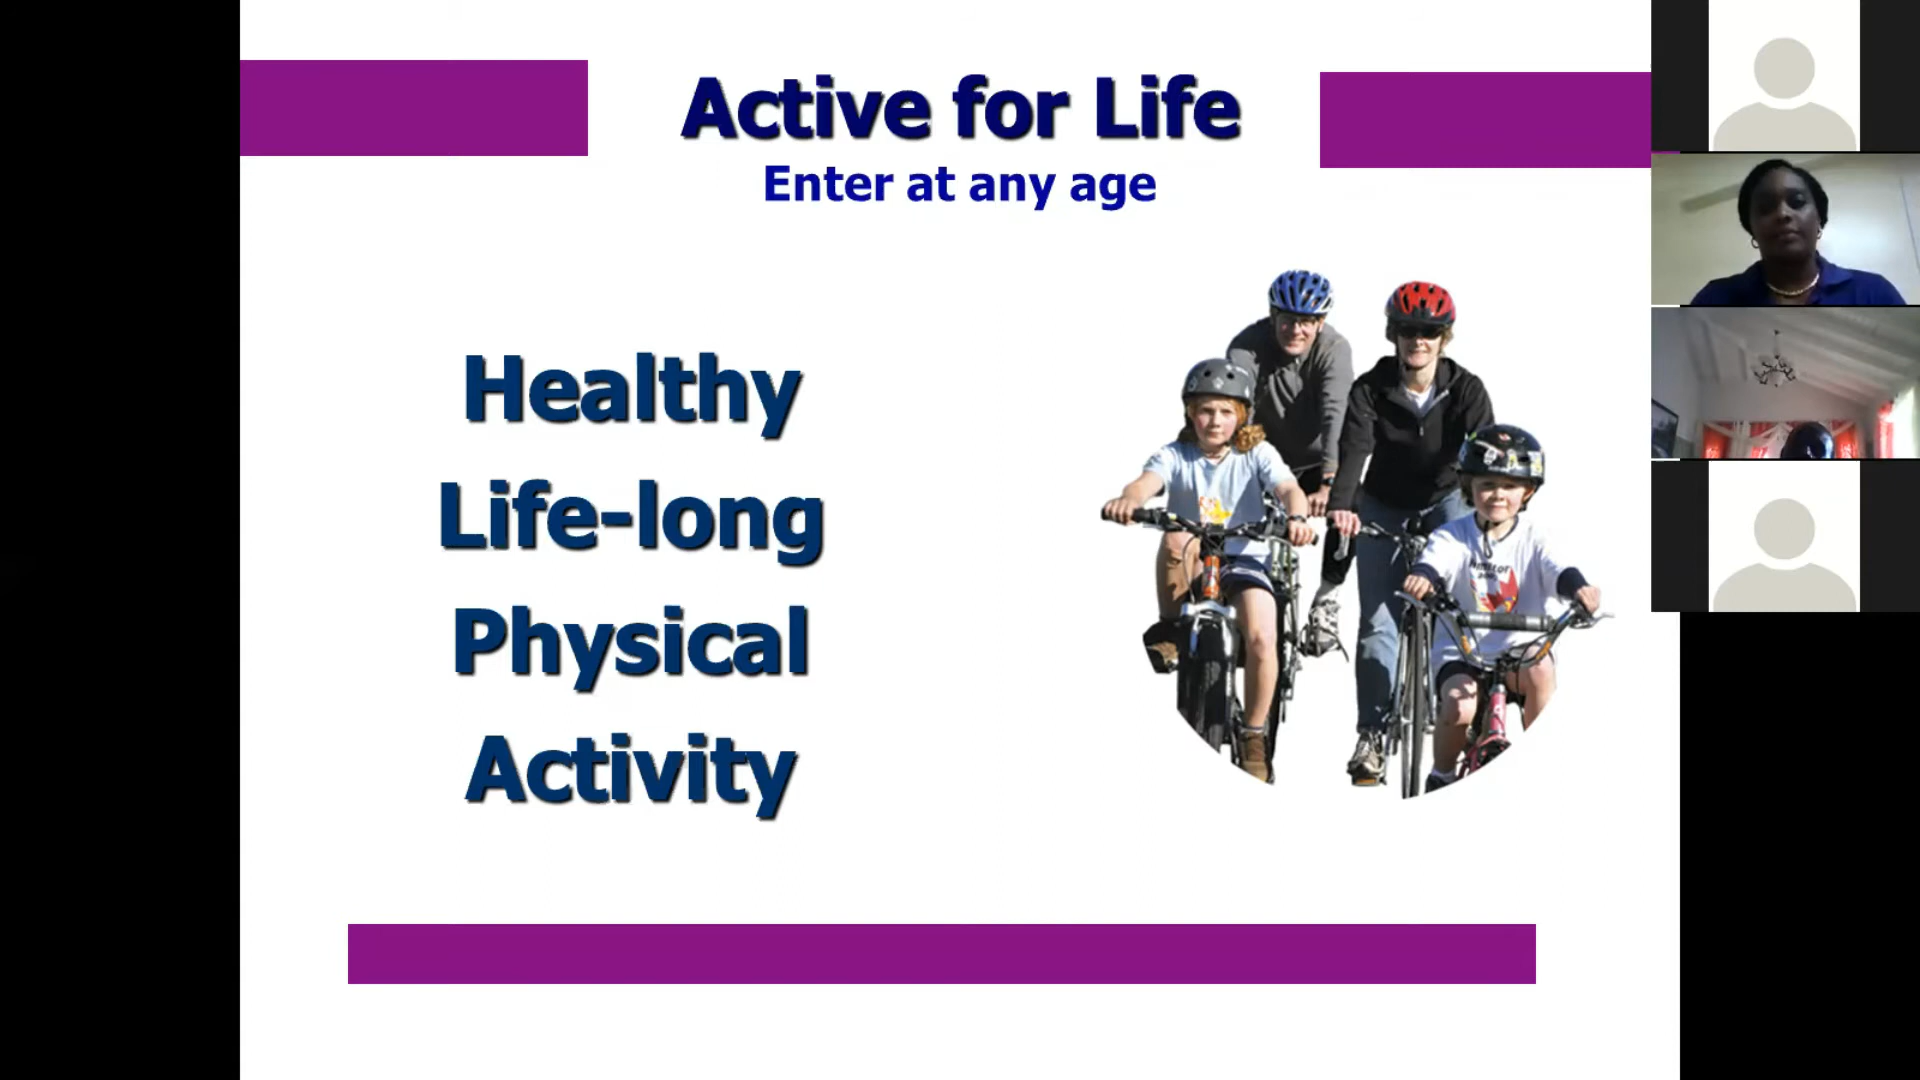 Active for Life
Enter at any age
Healthy
Life-long
Physical
Activity